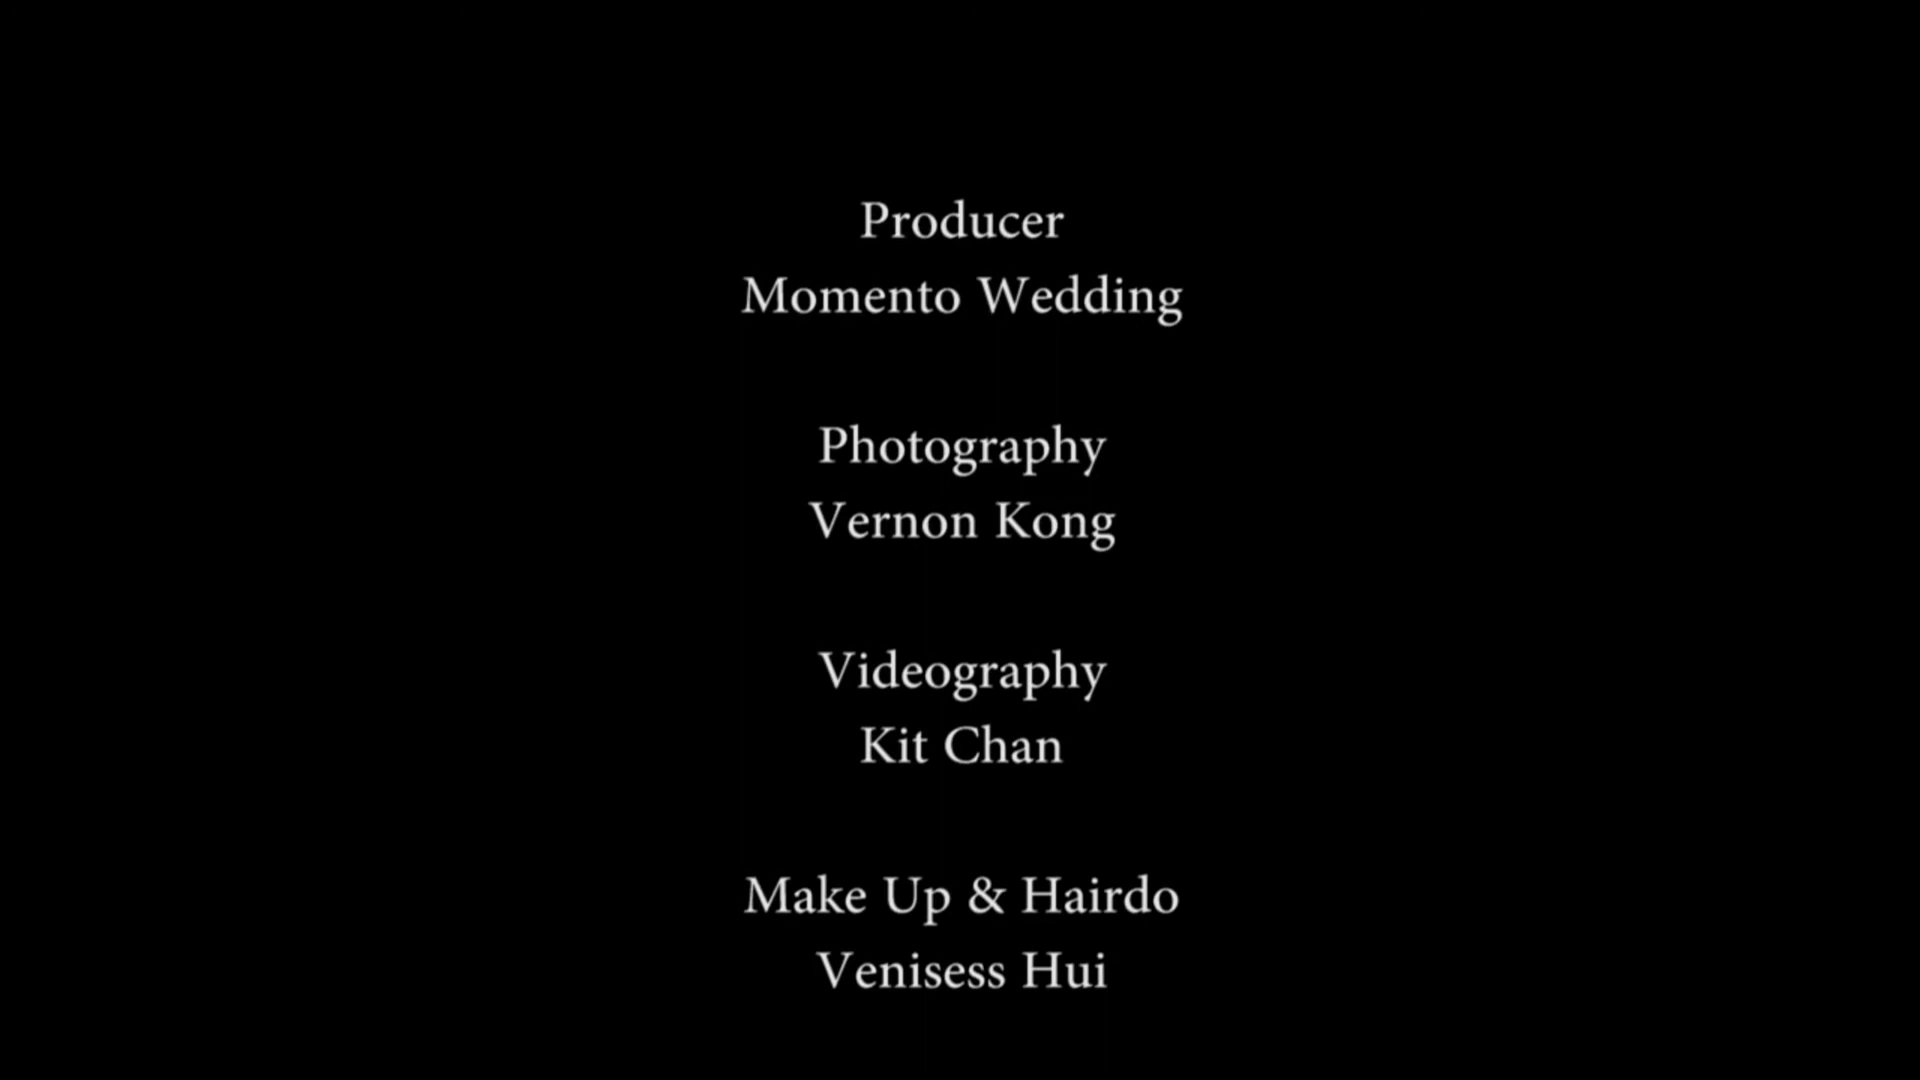 Producer
Momento Wedding
Photography
Vernon Kong
Videography
Kit Chan
Make Up & Hairdo
Venisess Hui